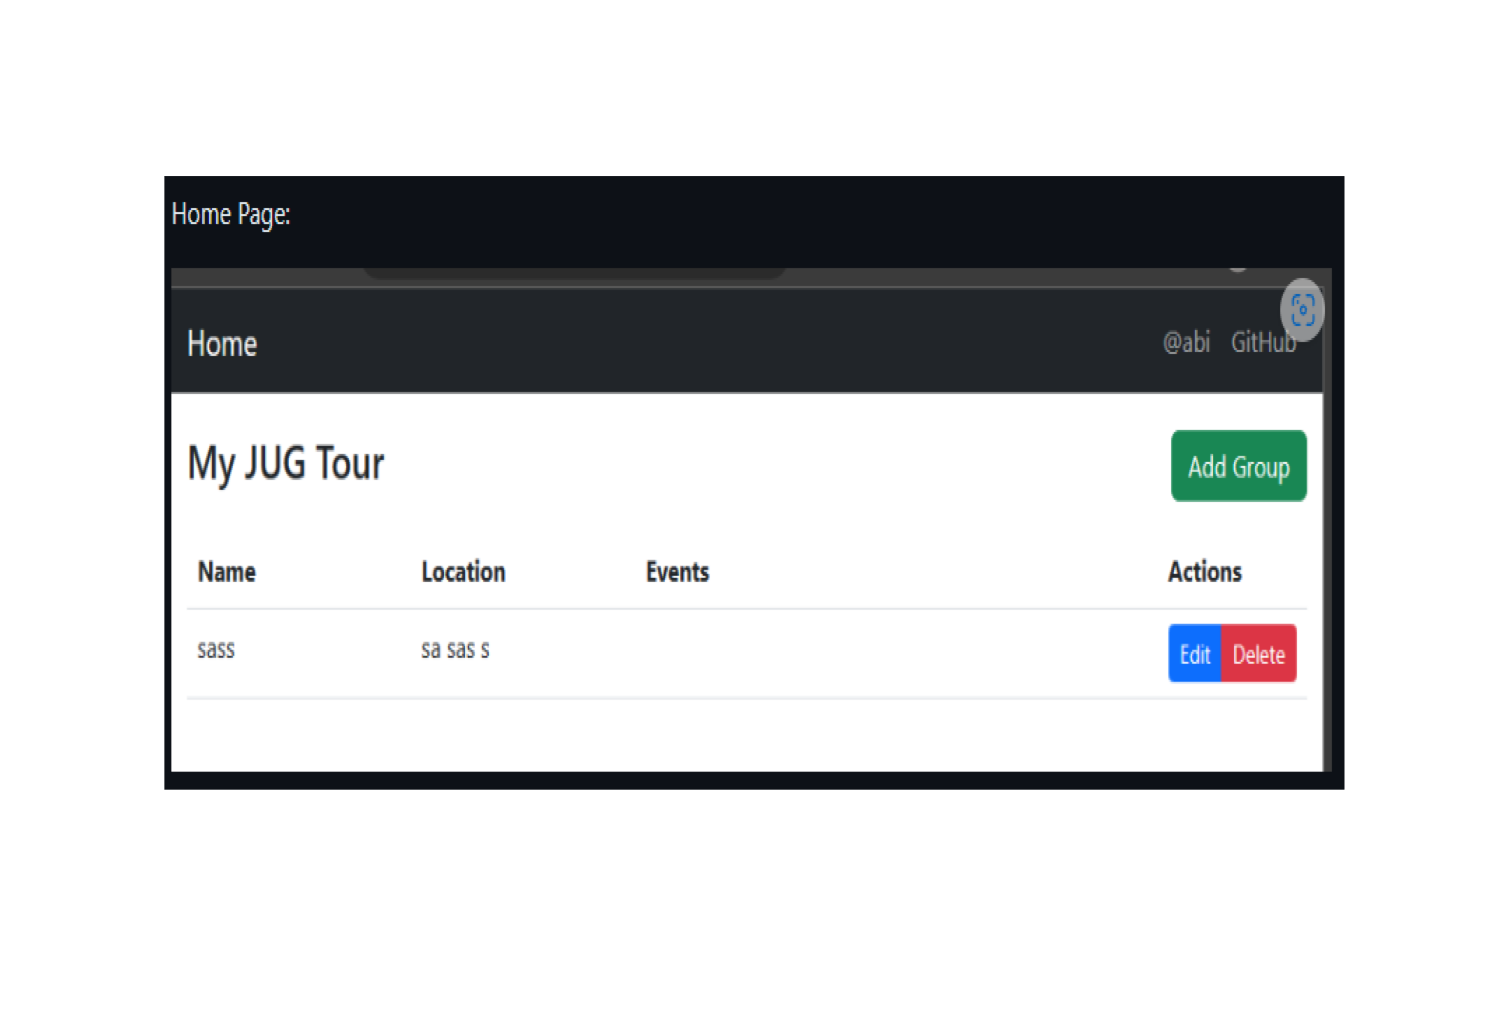 Home Page:
Home @abi GitHub
My JUG Tour Add Group
Name Location Events Actions
sass sa sas s Edit Delete